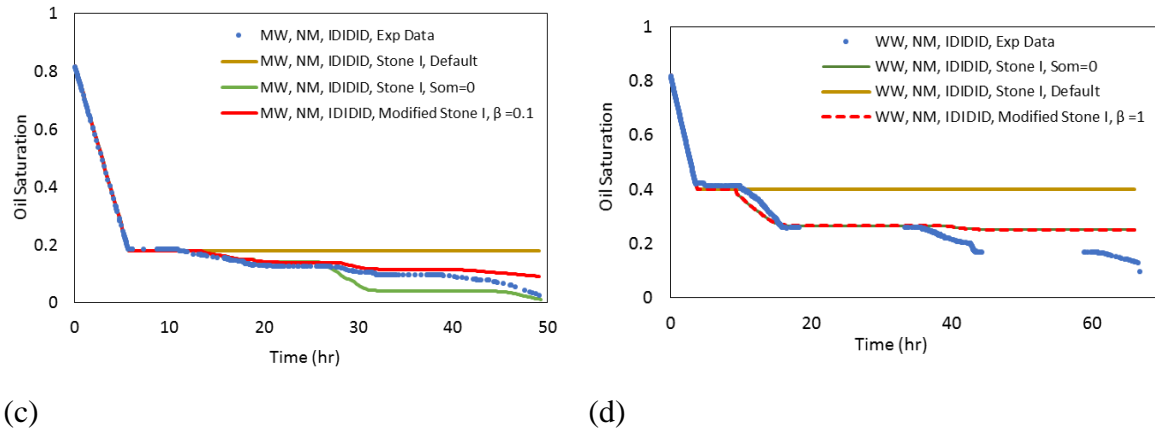 1
0.8
0.6
0.4
0.2
0
Oil Saturation
MW, NM, IDIDID, Exp Data
MW, NM, IDIDID, Stone I, Default
MW, NM, IDIDID, Stone I, Som=0
MW, NM, IDIDID, Modified Stone I, β =0.1
0 10 20 30 40 50
Time (hr)
(c)
1
0.8
0.6
0.4
0.2
0
Oil Saturation
WW, NM, IDIDID, Exp Data
WW, NM, IDIDID, Stone I, Som=0
WW, NM, IDIDID, Stone I, Default
WW, NM, IDIDID, Modified Stone I, β =1
0 20 40 60
Time (hr)
(d)